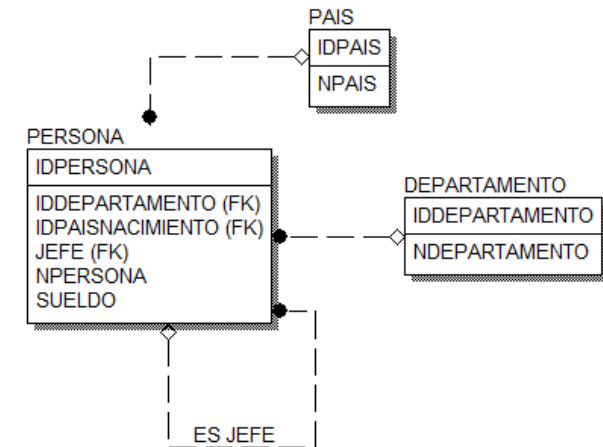 PAIS
IDPAIS
NPAIS
PERSONA
IDPERSONA
IDDEPARTAMENTO (FK)
IDPAISNACIMIENTO (FK)
JEFE (FK)
NPERSONA
SUELDO
DEPARTAMENTO
IDDEPARTAMENTO
NDEPARTAMENTO
ES JEFE